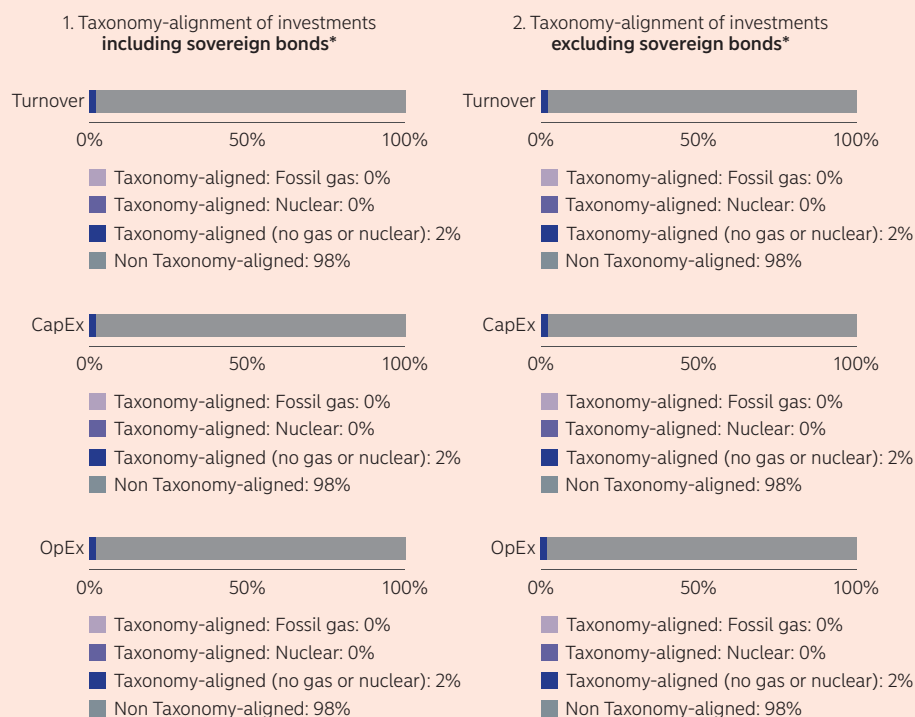 1. Taxonomy-alignment of investments
including sovereign bonds*
Turnover
0% 50% 100%
Taxonomy-aligned: Fossil gas: 0%
Taxonomy-aligned: Nuclear: 0%
Taxonomy-aligned (no gas or nuclear): 2%
Non Taxonomy-aligned: 98%
CapEx
0% 50% 100%
Taxonomy-aligned: Fossil gas: 0%
Taxonomy-aligned: Nuclear: 0%
Taxonomy-aligned (no gas or nuclear): 2%
Non Taxonomy-aligned: 98%
OpEx
0% 50% 100%
Taxonomy-aligned: Fossil gas: 0%
Taxonomy-aligned: Nuclear: 0%
Taxonomy-aligned (no gas or nuclear): 2%
Non Taxonomy-aligned: 98%
2. Taxonomy-alignment of investments
excluding sovereign bonds*
Turnover
0% 50% 100%
Taxonomy-aligned: Fossil gas: 0%
Taxonomy-aligned: Nuclear: 0%
Taxonomy-aligned (no gas or nuclear): 2%
Non Taxonomy-aligned: 98%
CapEx
0% 50% 100%
Taxonomy-aligned: Fossil gas: 0%
Taxonomy-aligned: Nuclear: 0%
Taxonomy-aligned (no gas or nuclear): 2%
Non Taxonomy-aligned: 98%
OpEx
0% 50% 100%
Taxonomy-aligned: Fossil gas: 0%
Taxonomy-aligned: Nuclear: 0%
Taxonomy-aligned (no gas or nuclear): 2%
Non Taxonomy-aligned: 98%